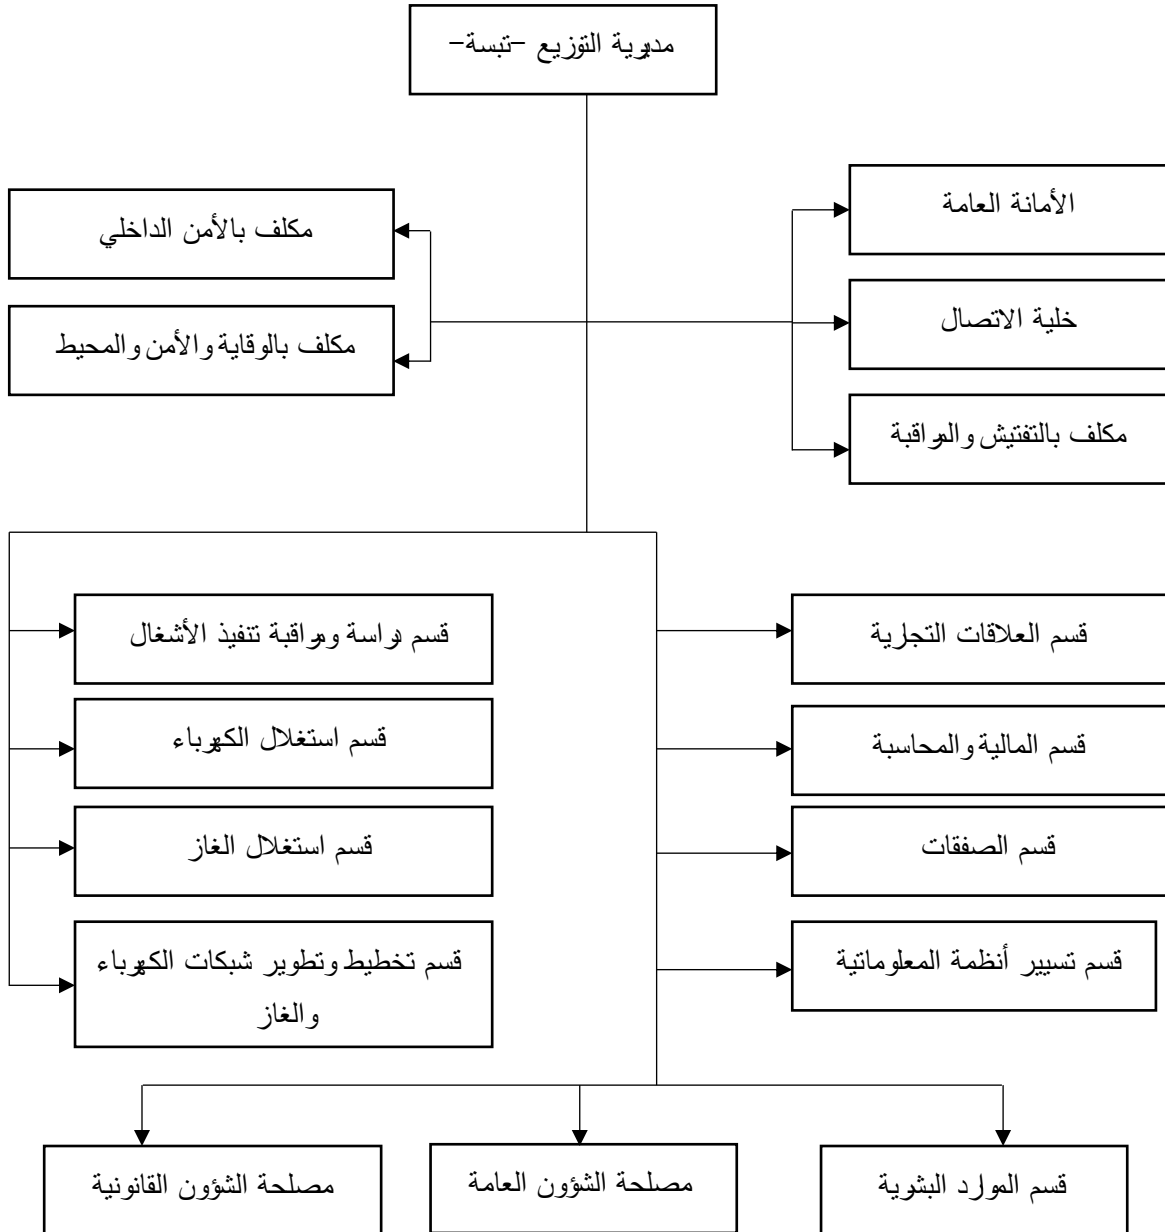 مديرية التوزيع –تبسة–
الأمانة العامة
مكلف بالأمن الداخلي
خلية الاتصال
مكلف بالوقاية والأمن والمحيط
مكلف بالتفتيش والمراقبة
قسم العلاقات التجارية
قسم دراسة ومراقبة تنفيذ الأشغال
قسم المالية والمحاسبة
قسم استغلال الكهرباء
قسم الصفقات
قسم استغلال الغاز
قسم تسيير أنظمة المعلوماتية
قسم تخطيط وتطوير شبكات الكهرباء
والغاز
قسم الموارد البشرية
مصلحة الشؤون العامة
مصلحة الشؤون القانونية